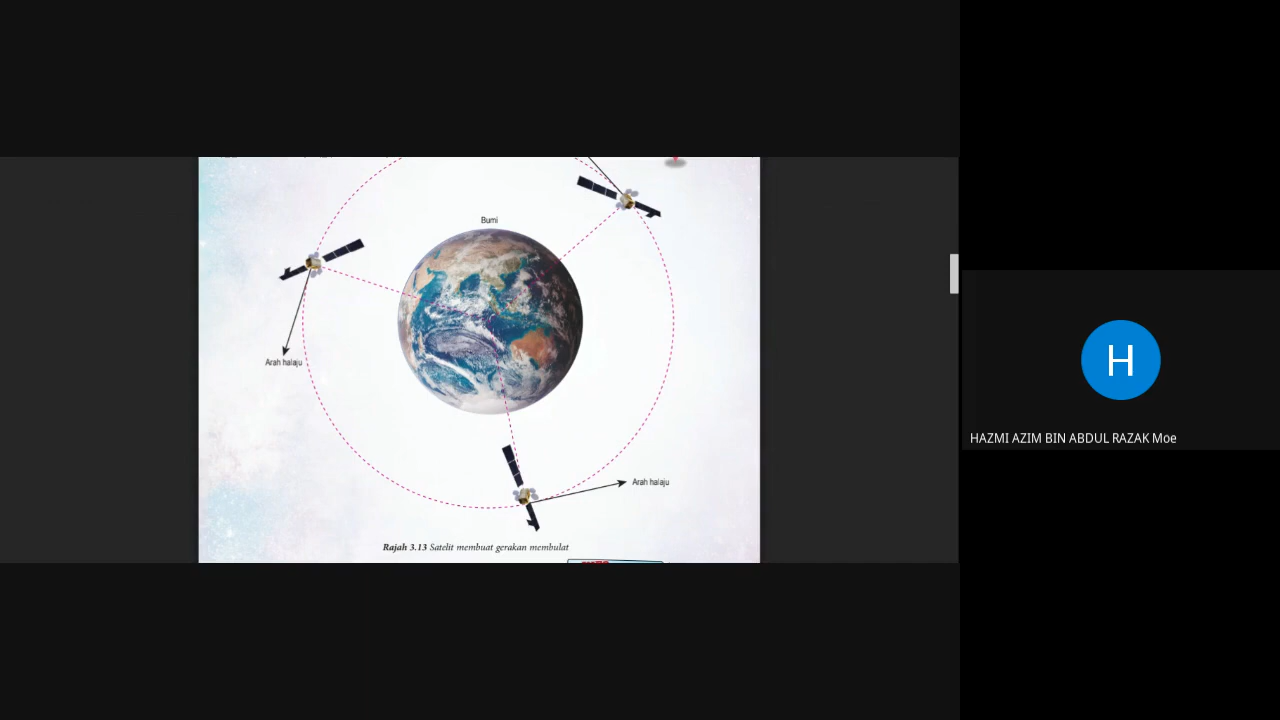 Bumi
Arah halaju
Arah halaju
Rajah 3.13 Satelit membuat gerakan membulat
H
HAZMI AZIM BIN ABDUL RAZAK Moe